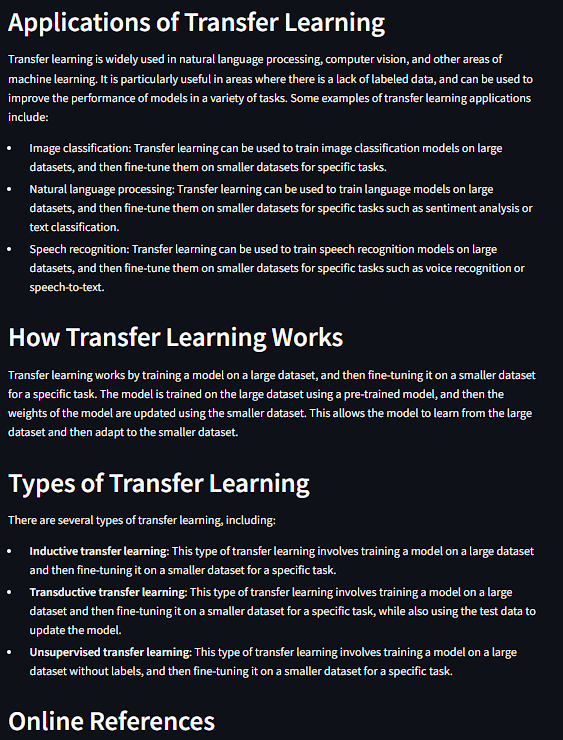 Applications of Transfer Learning
Transfer learning is widely used in natural language processing, computer vision, and other areas of
machine learning. It is particularly useful in areas where there is a lack of labeled data, and can be used to
improve the performance of models in a variety of tasks. Some examples of transfer learning applications
include:
• Image classification: Transfer learning can be used to train image classification models on large
datasets, and then fine-tune them on smaller datasets for specific tasks.
• Natural language processing: Transfer learning can be used to train language models on large
datasets, and then fine-tune them on smaller datasets for specific tasks such as sentiment analysis or
text classification.
• Speech recognition: Transfer learning can be used to train speech recognition models on large
datasets, and then fine-tune them on smaller datasets for specific tasks such as voice recognition or
speech-to-text.
How Transfer Learning Works
Transfer learning works by training a model on a large dataset, and then fine-tuning it on a smaller dataset
for a specific task. The model is trained on the large dataset using a pre-trained model, and then the
weights of the model are updated using the smaller dataset. This allows the model to learn from the large
dataset and then adapt to the smaller dataset.
Types of Transfer Learning
There are several types of transfer learning, including:
• Inductive transfer learning: This type of transfer learning involves training a model on a large dataset
and then fine-tuning it on a smaller dataset for a specific task.
• Transductive transfer learning: This type of transfer learning involves training a model on a large
dataset and then fine-tuning it on a smaller dataset for a specific task, while also using the test data to
update the model.
• Unsupervised transfer learning: This type of transfer learning involves training a model on a large
dataset without labels, and then fine-tuning it on a smaller dataset for a specific task.
Online References